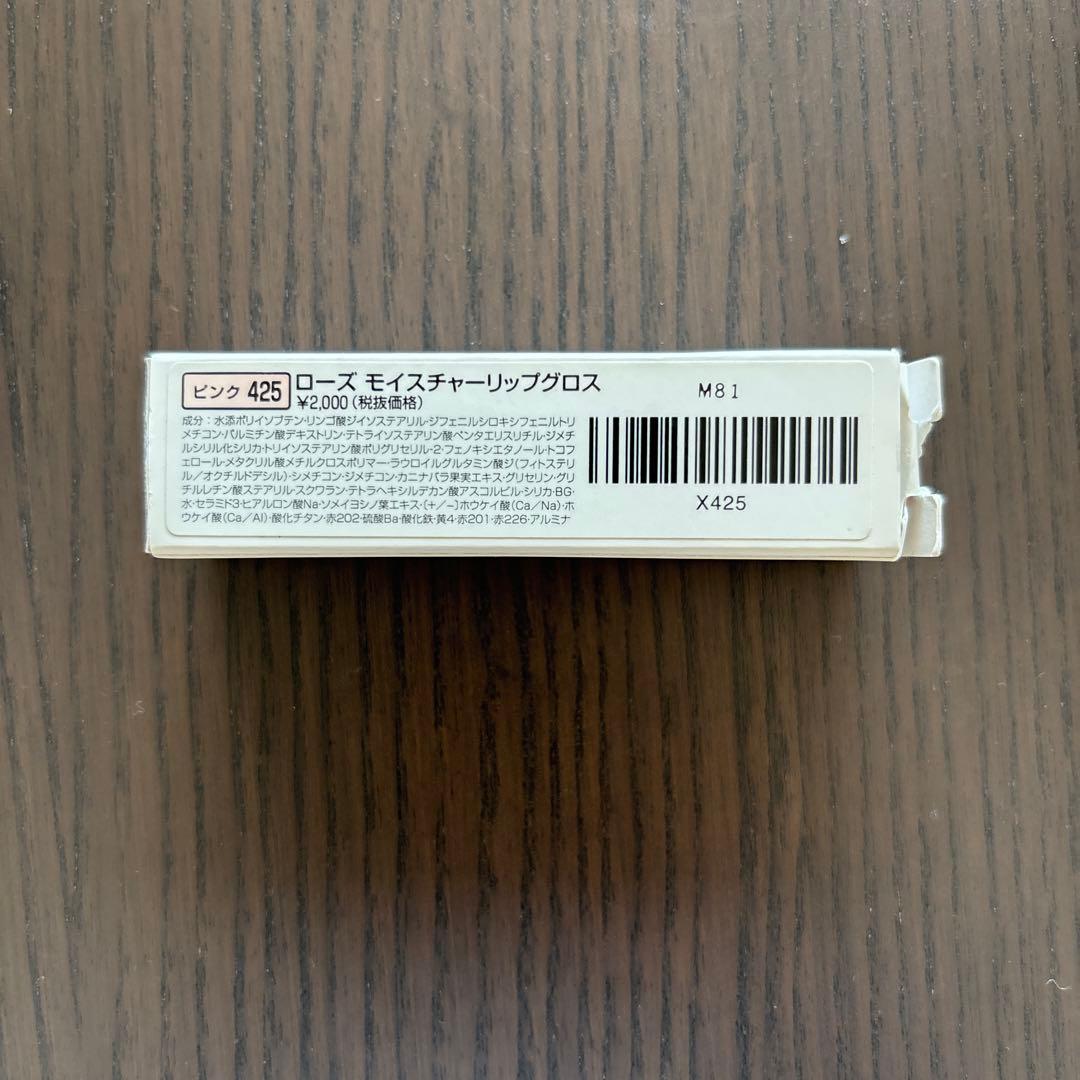 ピンク 425
ローズ モイスチャーリップグロス
¥2,000(税抜価格)
成分：水添ポリイソブテン・リンゴ酸ジイソステアリル・ジフェニルシロキシフェニルトリ
メチコン・パルミチン酸デキストリン・テトライソステアリン酸ペンタエリスリチル・ジメチ
ルシリル化シリカ・トリイソステアリン酸ポリグリセリル-2・フェノキシエタノール・トコフ
ェロール・メタクリル酸メチルクロスポリマー・ラウロイルグルタミン酸ジ(フィトステリ
ル/オクチルドデシル)・シメチコン・ジメチコン・カニナバラ果実エキス・グリセリン・グリ
チルレチン酸ステアリル・スクワラン・テトラヘキシルデカン酸アスコルビル・シリカ・BG・
水・セラミド3・ヒアルロン酸Na・ソメイヨシノ葉エキス・[+/-]ホウケイ酸(Ca/Na)・ホ
ウケイ酸(Ca/Al)・酸化チタン・赤202・硫酸Ba・酸化鉄・黄4・赤201・赤226・アルミナ
M81
X425